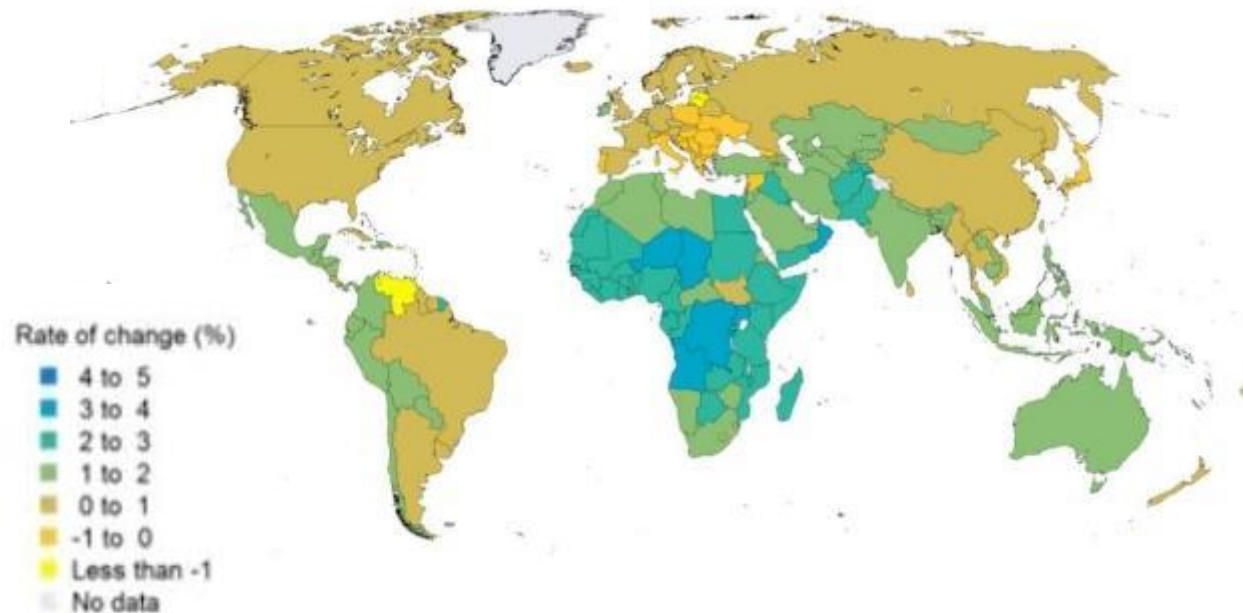 Rate of change (%)
4 to 5
3 to 4
2 to 3
1 to 2
0 to 1
-1 to 0
Less than -1
No data